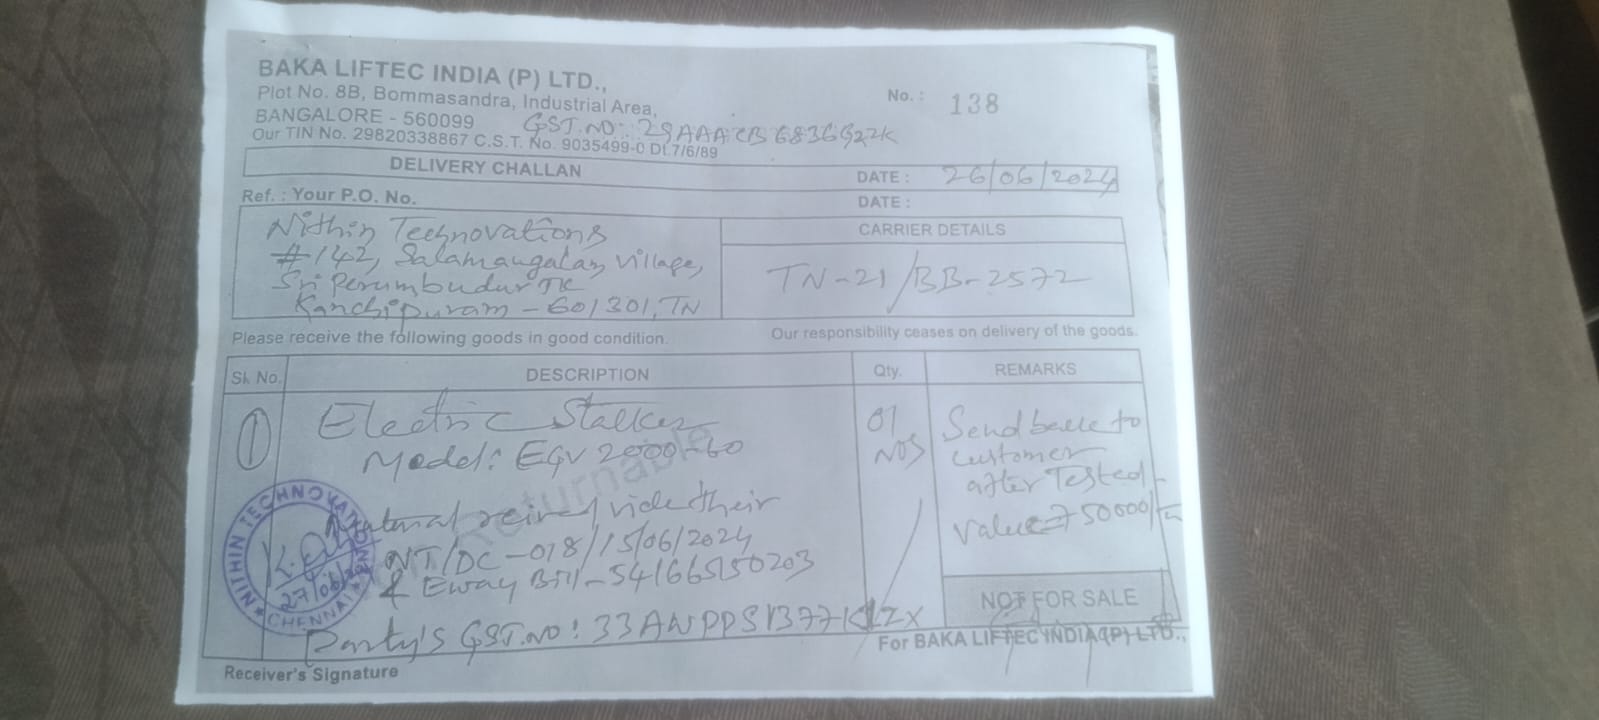 BAKA LIFTEC INDIA (P) LTD.,
Plot No. 8B, Bommasandra, Industrial Area,
BANGALORE - 560099
GST.NO: 29AAACB6836G2ZK
Our TIN No. 29820338867 C.S.T. No. 9035499-0 Dt.7/6/89
No. : 138
DELIVERY CHALLAN
DATE : 26/06/2024
Ref. : Your P.O. No.
DATE :
Nithin Technovations
#142, Salamangalam village,
Sri Perumbudur TK
Kanchipuram - 601301, TN
CARRIER DETAILS
TN-21/BB-2572
Please receive the following goods in good condition.
Our responsibility ceases on delivery of the goods.
Sl. No.
DESCRIPTION
Qty.
REMARKS
1
Electric Stalker
Model: EGV 2000-60
01
NOS
Send back to
customer
after Tested
Value 750000/-
Returnable
vide their
NT/DC-018/15/06/2024
& Eway Bill-541665150203
Party's GST.NO: 33ANPPS1377K1ZX
NITHIN TECHNOVATIONS
CHENNAI
27/06/24
NOT FOR SALE
For BAKA LIFTEC INDIA (P) LTD.,
Receiver's Signature